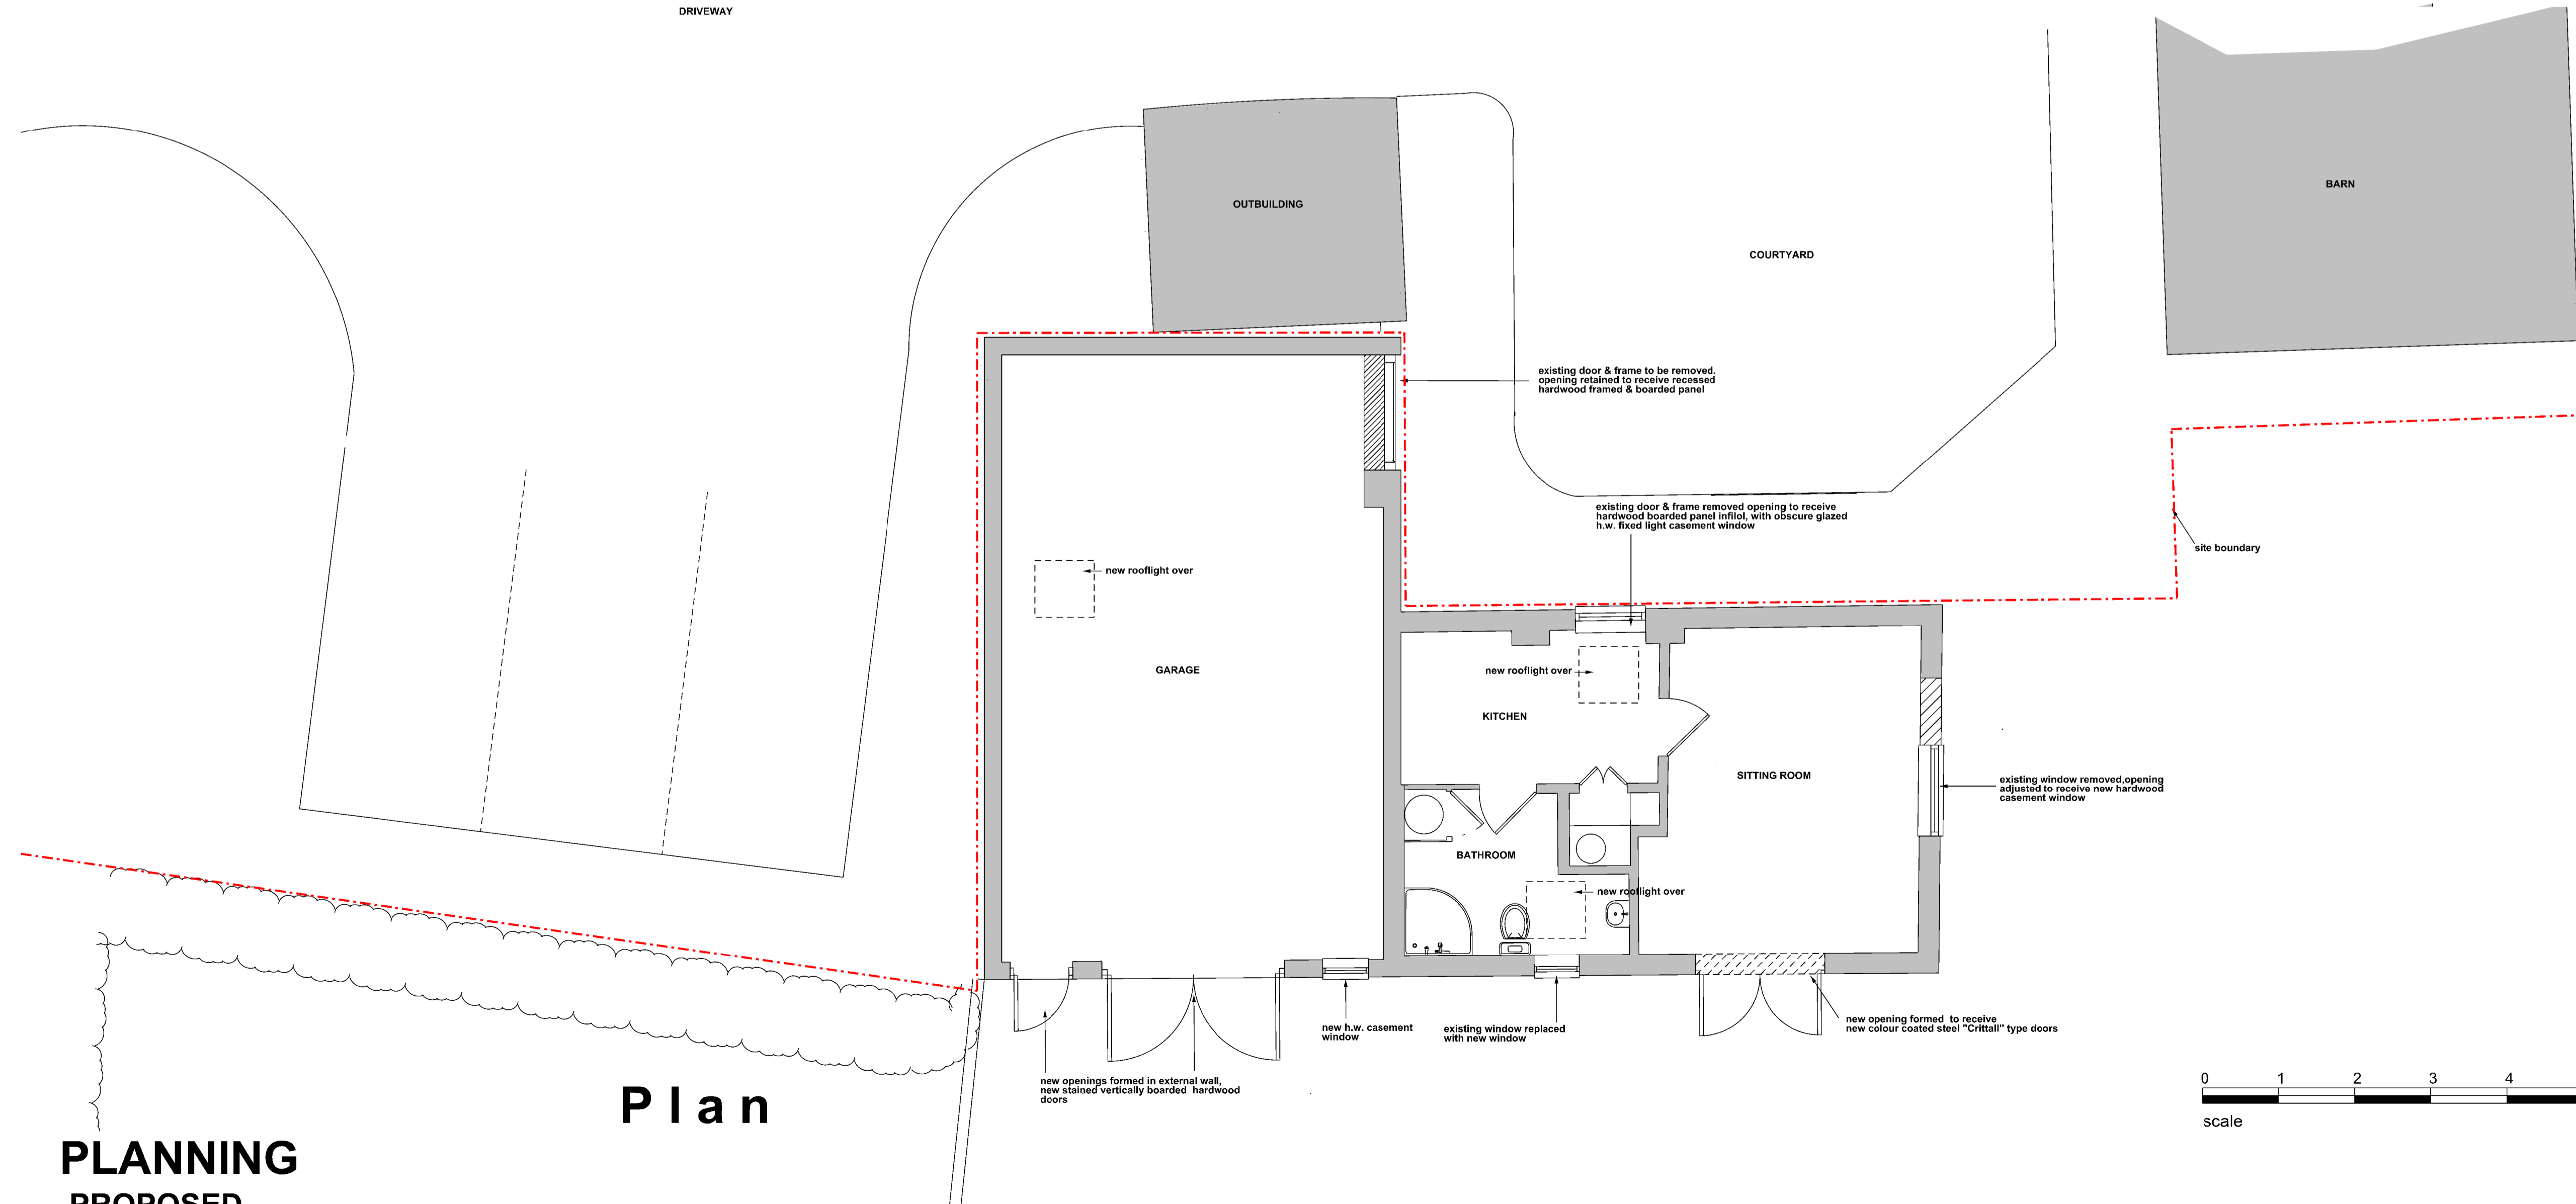 DRIVEWAY
OUTBUILDING
BARN
COURTYARD
existing door & frame to be removed.
opening retained to receive recessed
hardwood framed & boarded panel
existing door & frame removed opening to receive
hardwood boarded panel infilol, with obscure glazed
h.w. fixed light casement window
site boundary
new rooflight over
GARAGE
new rooflight over
KITCHEN
SITTING ROOM
existing window removed,opening
adjusted to receive new hardwood
casement window
BATHROOM
new rooflight over
new h.w. casement
window
existing window replaced
with new window
new opening formed to receive
new colour coated steel "Crittall" type doors
new openings formed in external wall,
new stained vertically boarded hardwood
doors
0 1 2 3 4
scale
Plan
PLANNING
PROPOSED